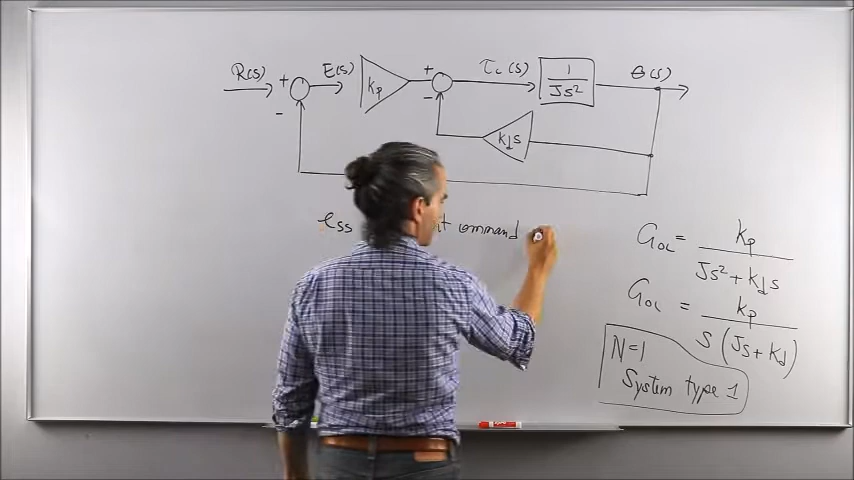 R(s) + E(s) kp + τc(s) 1/Js² θ(s)
- -
kds
ess it command
GOL = kp / Js² + kds
GOL = kp / s(Js + kd)
N=1
System type 1